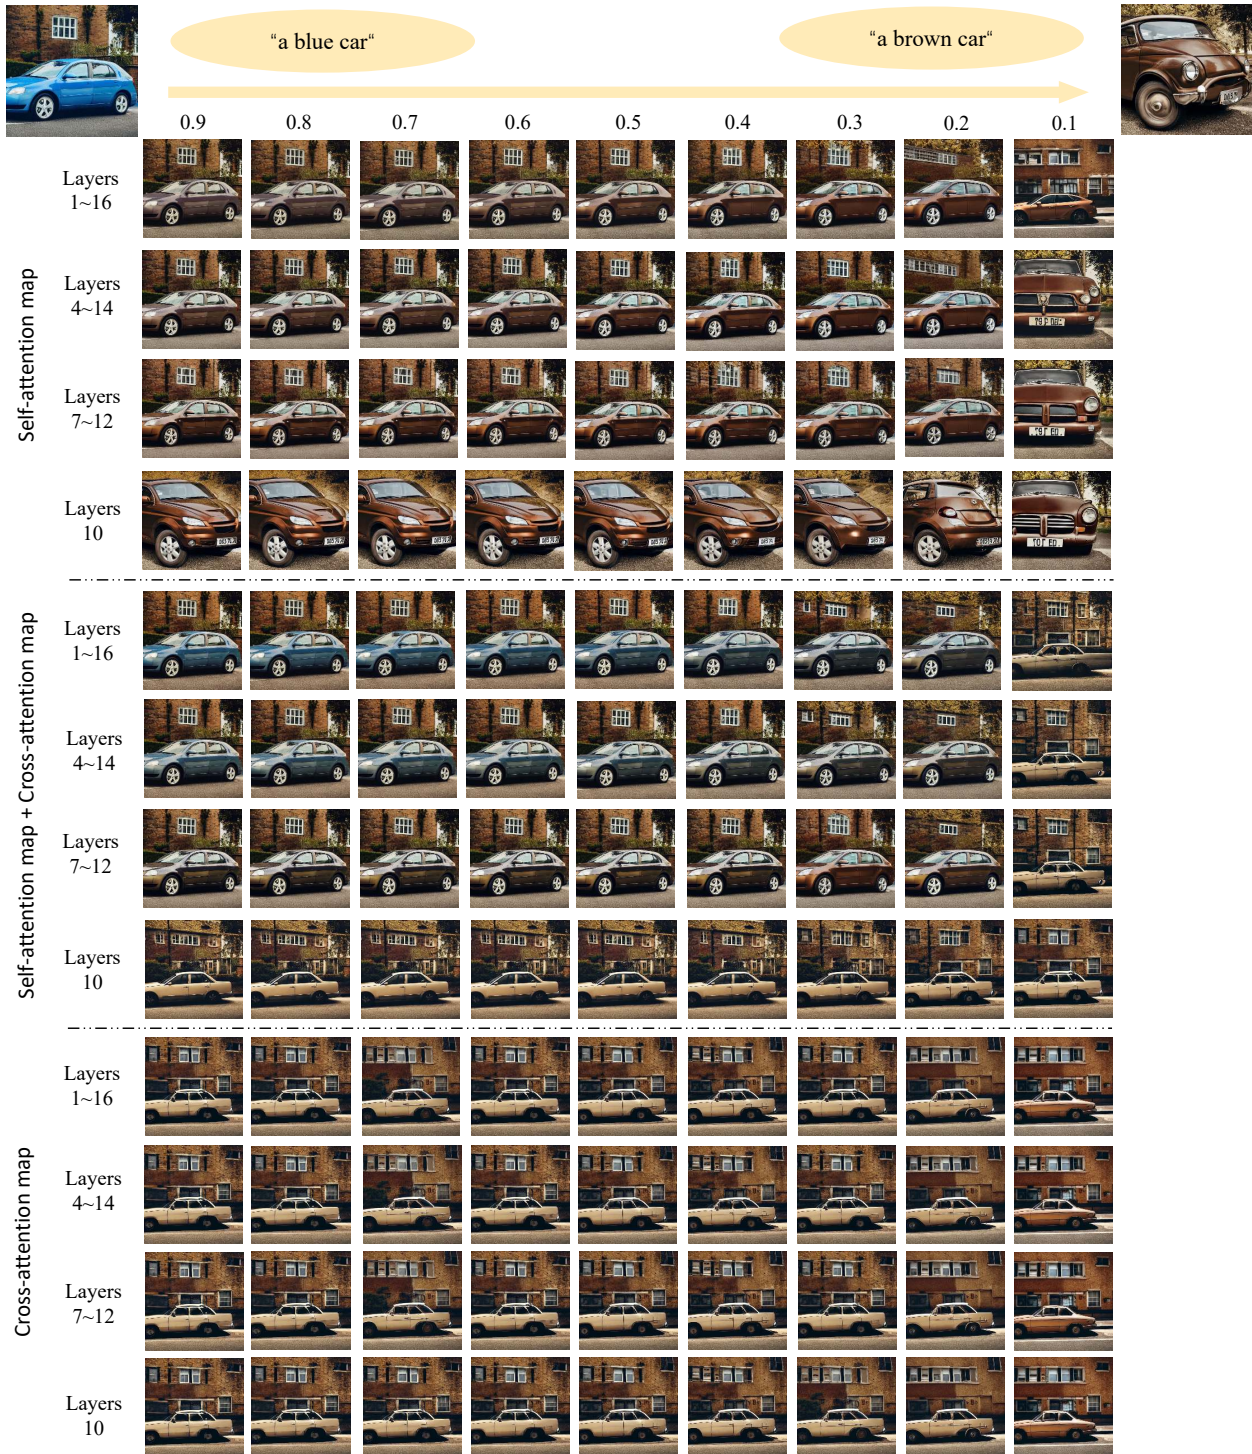 "a blue car"
"a brown car"
0.9 0.8 0.7 0.6 0.5 0.4 0.3 0.2 0.1
Self-attention map
Layers
1~16
Layers
4~14
Layers
7~12
Layers
10
Self-attention map + Cross-attention map
Layers
1~16
Layers
4~14
Layers
7~12
Layers
10
Cross-attention map
Layers
1~16
Layers
4~14
Layers
7~12
Layers
10